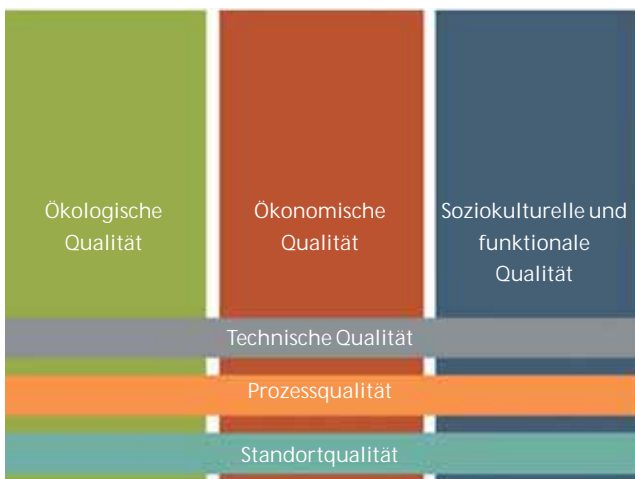 Ökologische
Qualität
Ökonomische
Qualität
Soziokulturelle und
funktionale
Qualität
Technische Qualität
Prozessqualität
Standortqualität